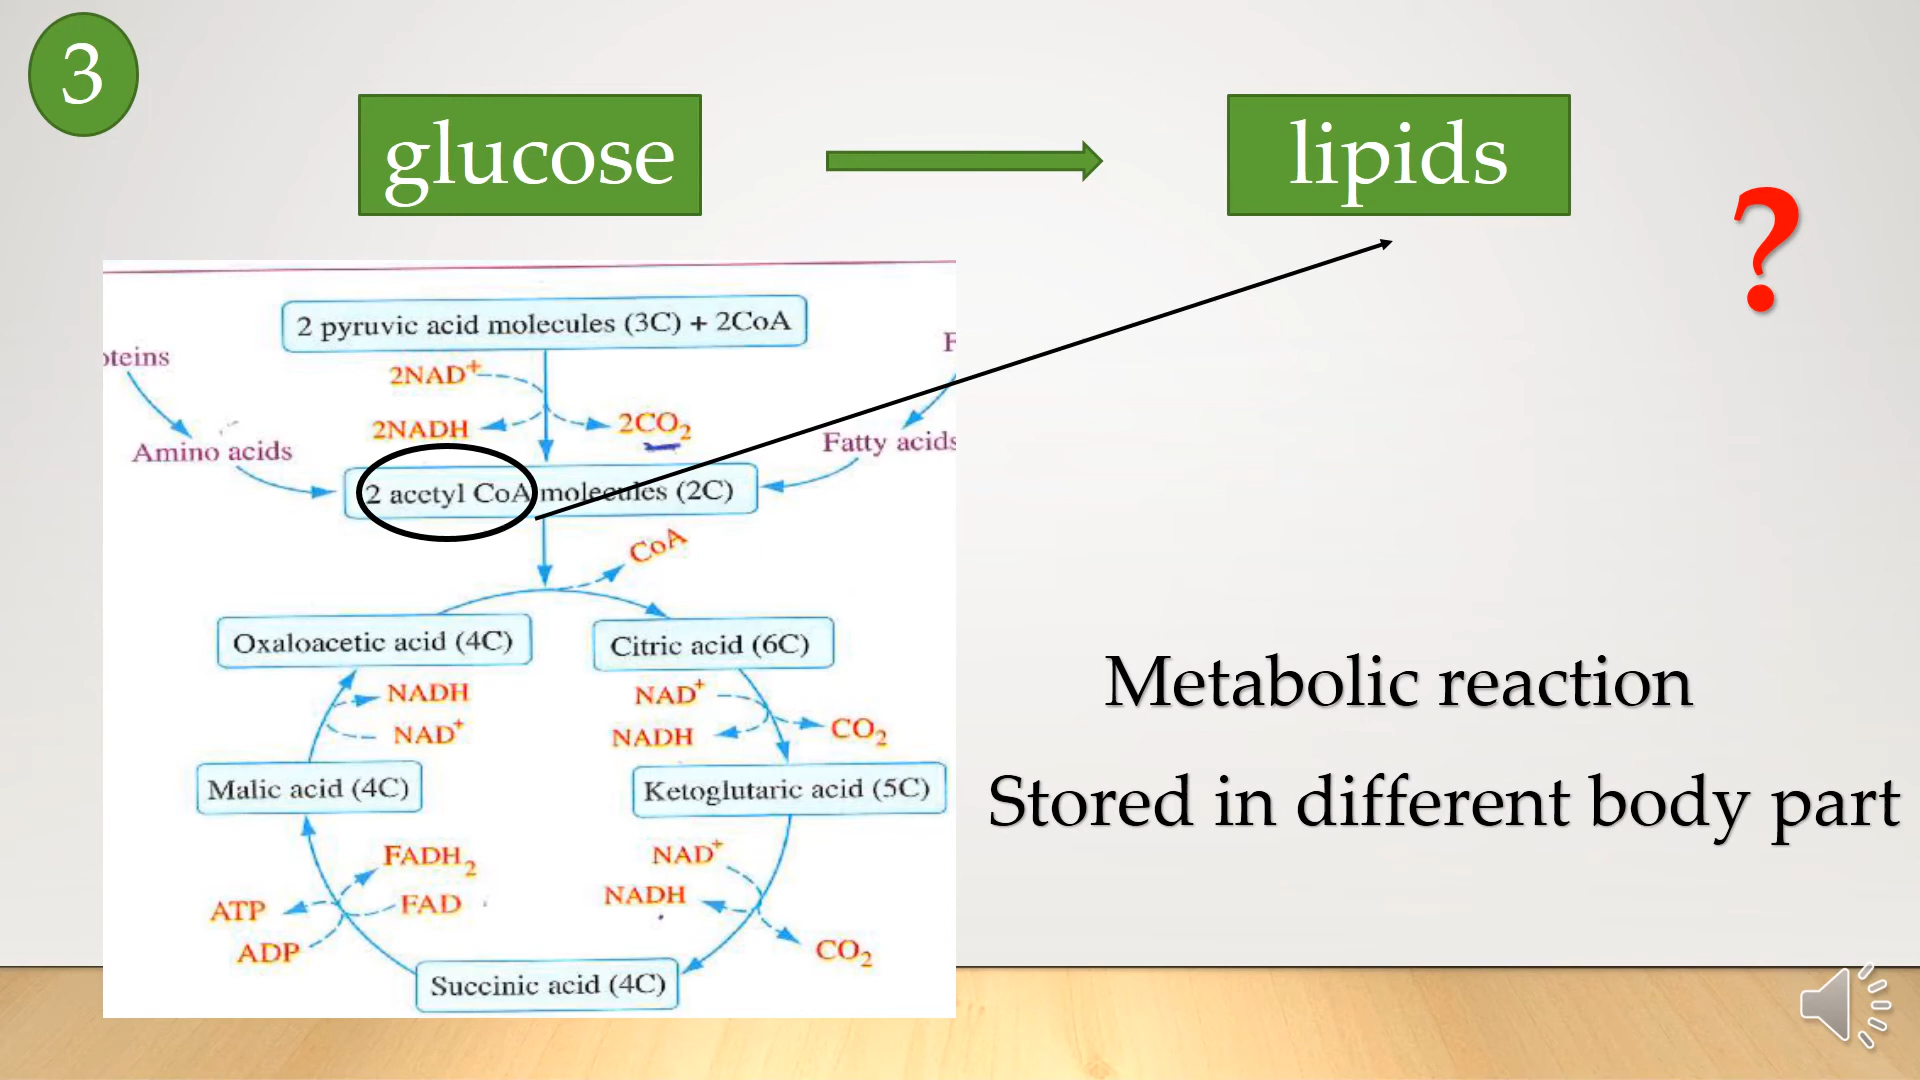 3
glucose
lipids
?
2 pyruvic acid molecules (3C) + 2CoA
oteins
F
2NAD+
2NADH
2CO2
Amino acids
Fatty acids
2 acetyl CoA molecules (2C)
CoA
Oxaloacetic acid (4C)
Citric acid (6C)
NADH
NAD+
NAD+
NADH
CO2
Malic acid (4C)
Ketoglutaric acid (5C)
FADH2
FAD
ATP
ADP
NAD+
NADH
CO2
Succinic acid (4C)
Metabolic reaction
Stored in different body part